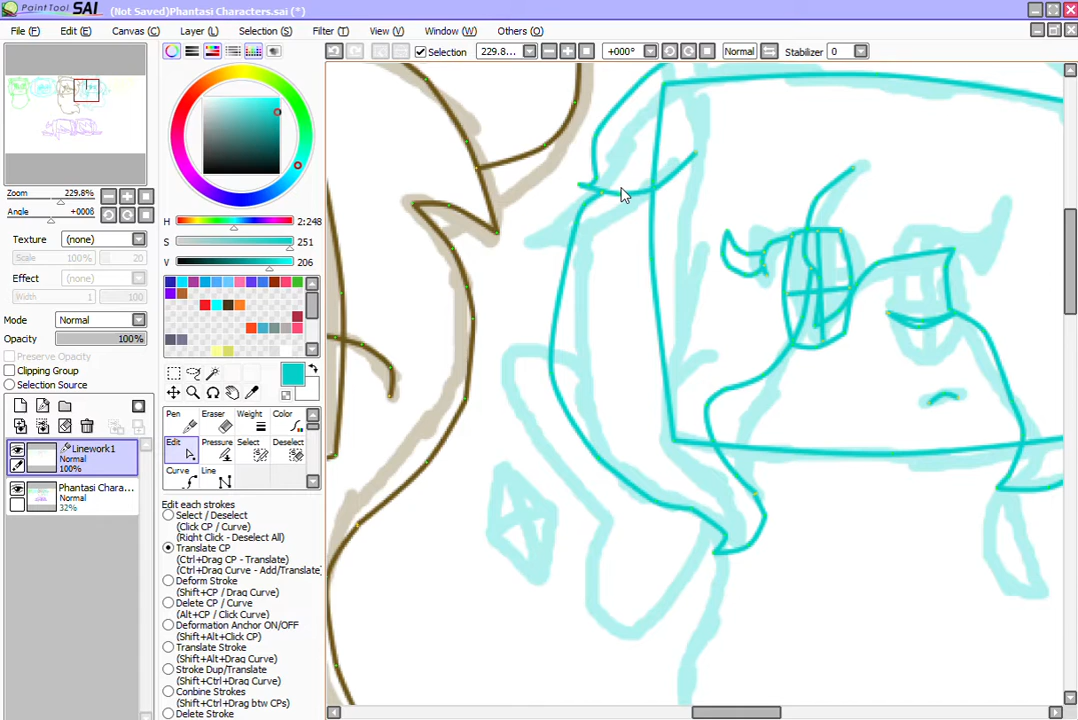 PaintTool SAI (Not Saved)Phantasi Characters.sai (*)
File (F) Edit (E) Canvas (C) Layer (L) Selection (S) Filter (T) View (V) Window (W) Others (O)
Selection 229.8... +000° Normal Stabilizer 0
Zoom 229.8%
Angle +000θ
Texture (none)
Scale 100% 20
Effect (none)
Width 1 100
Mode Normal
Opacity 100%
Preserve Opacity
Clipping Group
Selection Source
Linework1
Normal
100%
Phantasi Chara...
Normal
32%
H 2:248
S 251
V 206
Pen Eraser Weight Color
Edit Pressure Select Deselect
Curve Line
Edit each strokes
Select / Deselect
(Click CP / Curve)
(Right Click - Deselect All)
Translate CP
(Ctrl+Drag CP - Translate)
(Ctrl+Drag Curve - Add/Translate)
Deform Stroke
(Shift+CP / Drag Curve)
Delete CP / Curve
(Alt+CP / Click Curve)
Deformation Anchor ON/OFF
(Shift+Alt+Click CP)
Translate Stroke
(Shift+Alt+Drag Curve)
Stroke Dup/Translate
(Shift+Ctrl+Drag Curve)
Combine Strokes
(Shift+Ctrl+Drag btw CPs)
Delete Stroke